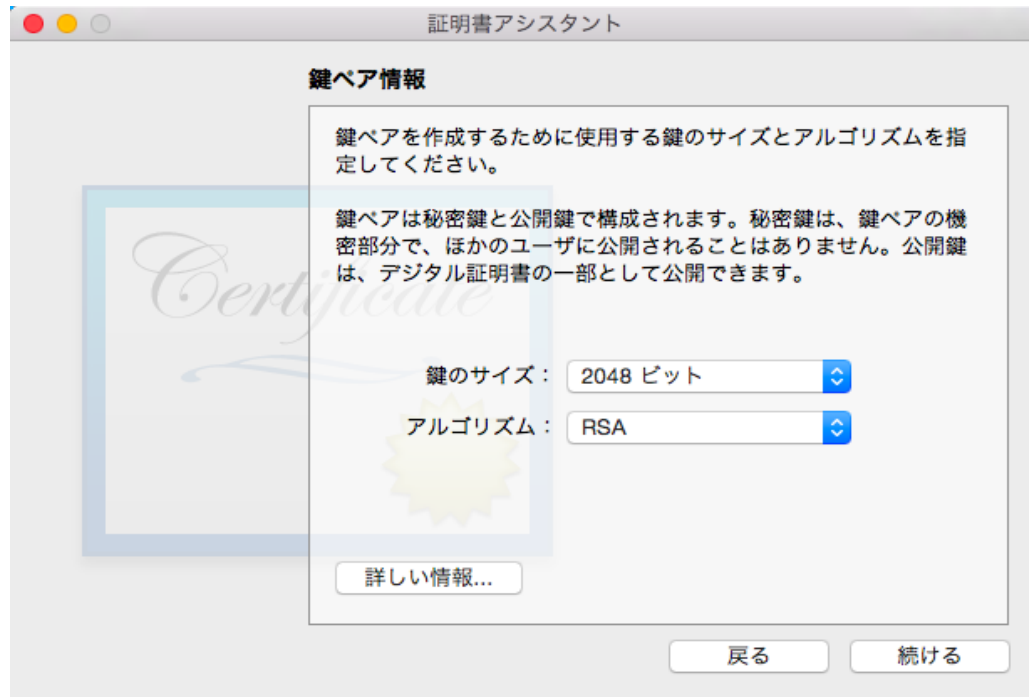 証明書アシスタント
鍵ペア情報
鍵ペアを作成するために使用する鍵のサイズとアルゴリズムを指
定してください。
鍵ペアは秘密鍵と公開鍵で構成されます。秘密鍵は、鍵ペアの機
密部分で、ほかのユーザに公開されることはありません。公開鍵
は、デジタル証明書の一部として公開できます。
Certificate
鍵のサイズ： 2048 ビット
アルゴリズム： RSA
詳しい情報...
戻る 続ける